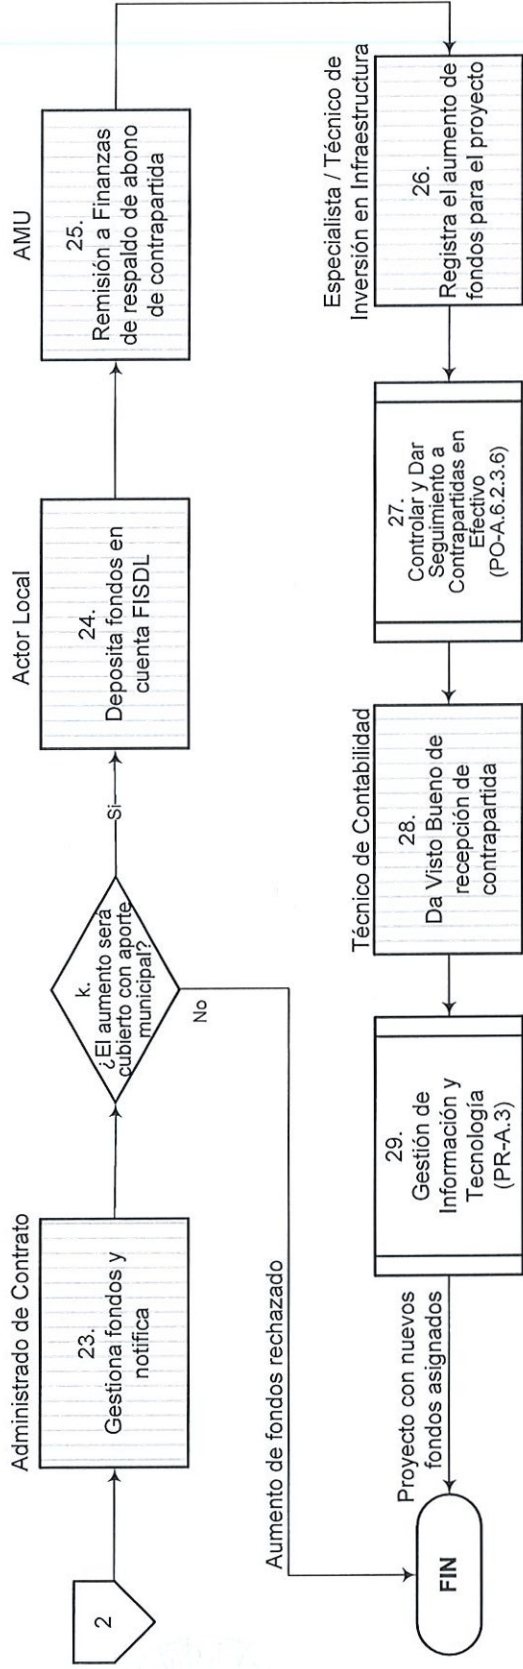 2
Administrado de Contrato
23.
Gestiona fondos y
notifica
k.
¿El aumento será
cubierto con aporte
municipal?
Si
No
Actor Local
24.
Deposita fondos en
cuenta FISDL
AMU
25.
Remisión a Finanzas
de respaldo de abono
de contrapartida
Aumento de fondos rechazado
Especialista / Técnico de
Inversión en Infraestructura
26.
Registra el aumento de
fondos para el proyecto
27.
Controlar y Dar
Seguimiento a
Contrapartidas en
Efectivo
(PO-A.6.2.3.6)
Técnico de Contabilidad
28.
Da Visto Bueno de
recepción de
contrapartida
29.
Gestión de
Información y
Tecnología
(PR-A.3)
Proyecto con nuevos
fondos asignados
FIN